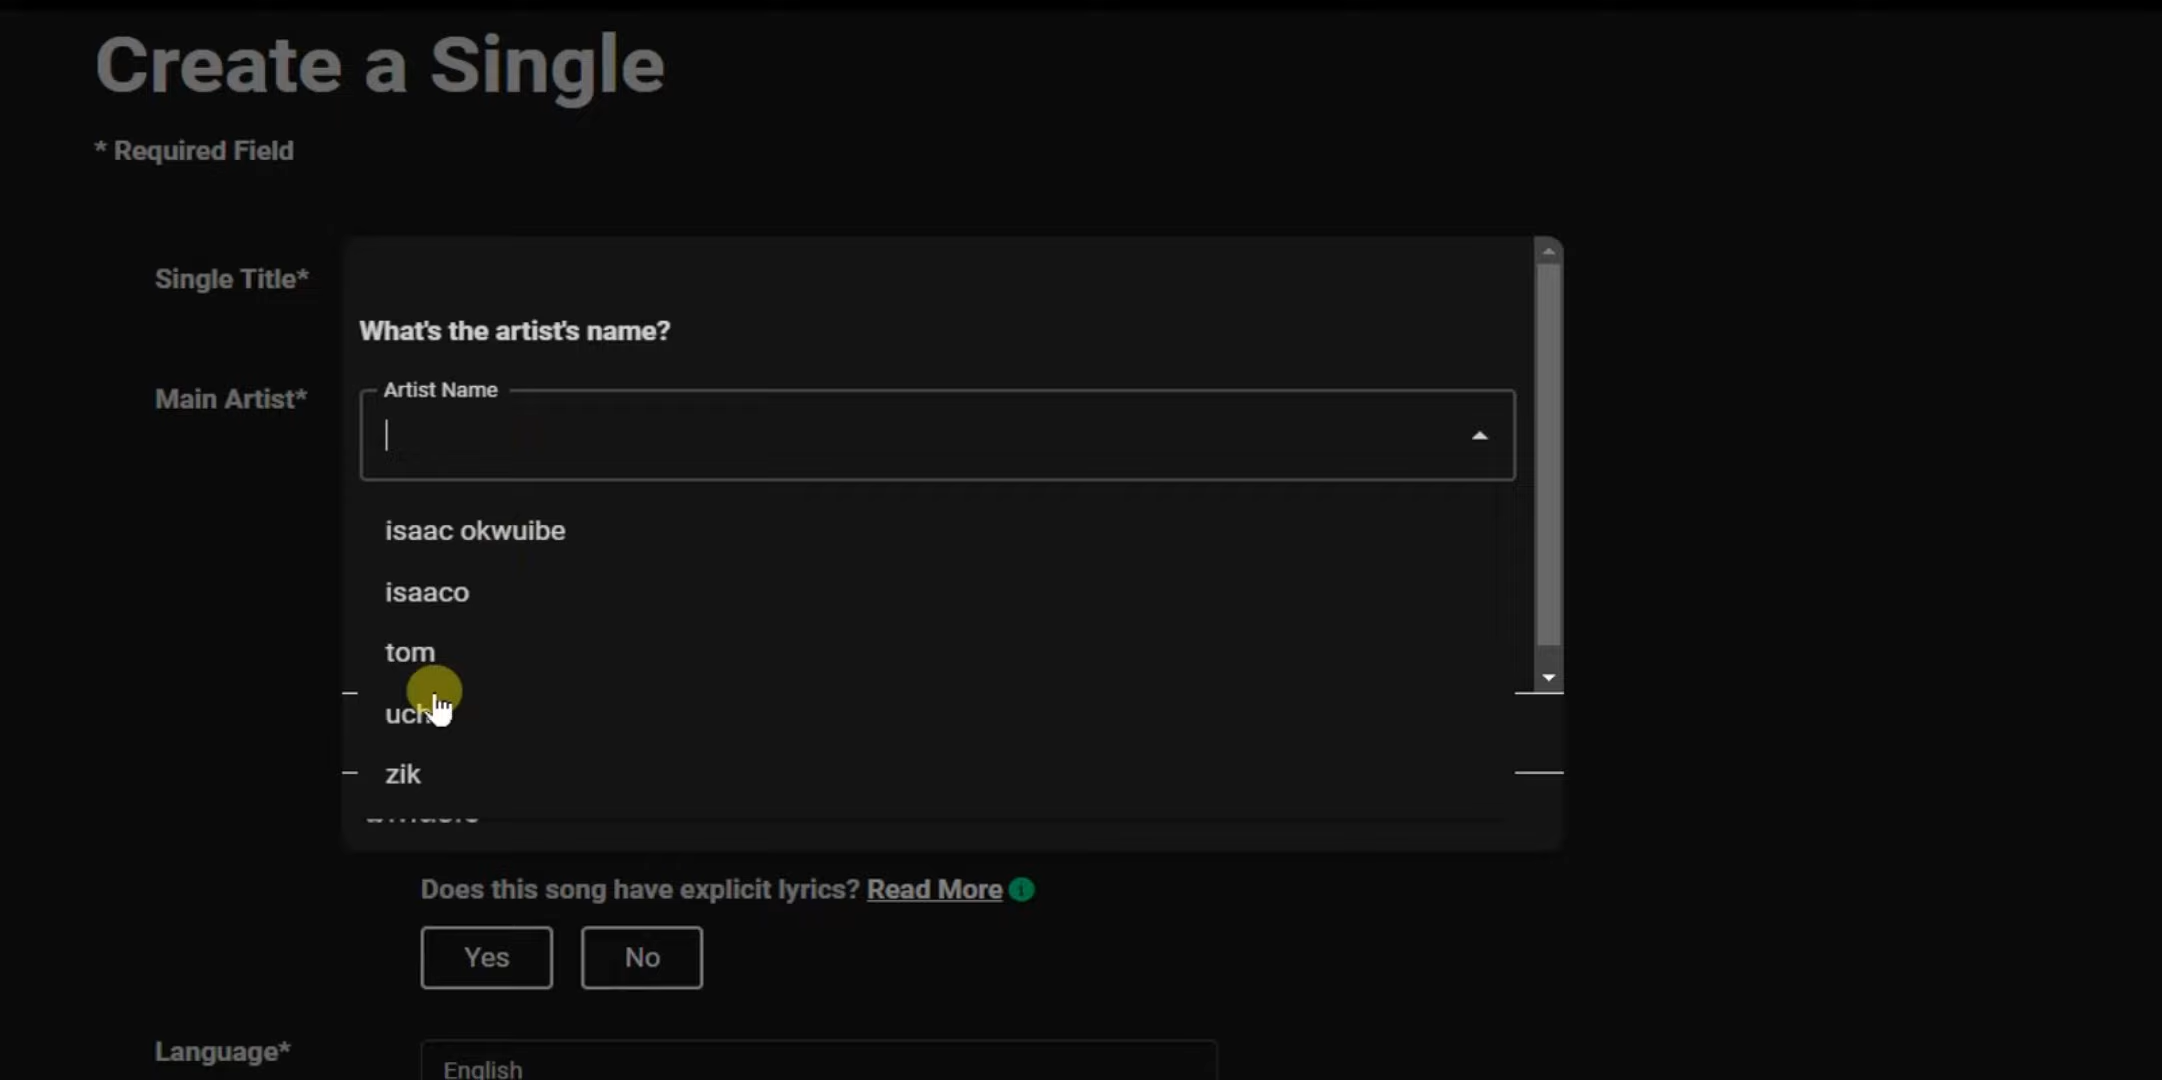 Create a Single
* Required Field
Single Title*
What's the artist's name?
Main Artist*
Artist Name
isaac okwuibe
isaaco
tom
zik
Does this song have explicit lyrics? Read More
Yes
No
Language*
English